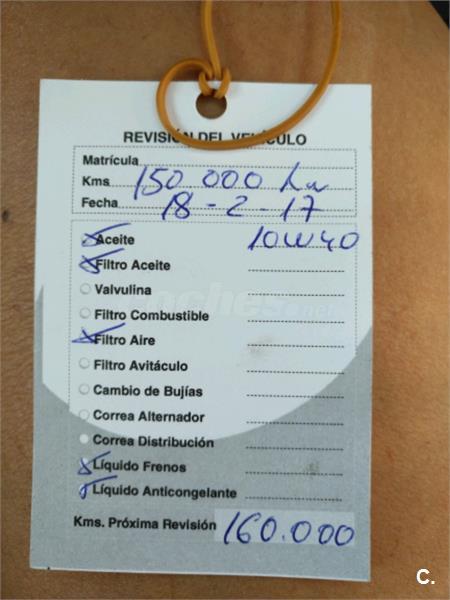 REVISIÓN DEL VEHÍCULO
Matrícula
Kms 150.000 km
Fecha 18-2-17
Aceite 10W40
Filtro Aceite
Valvulina
Filtro Combustible
Filtro Aire
Filtro Avitáculo
Cambio de Bujías
Correa Alternador
Correa Distribución
Líquido Frenos
Líquido Anticongelante
Kms. Próxima Revisión 160.000
C.